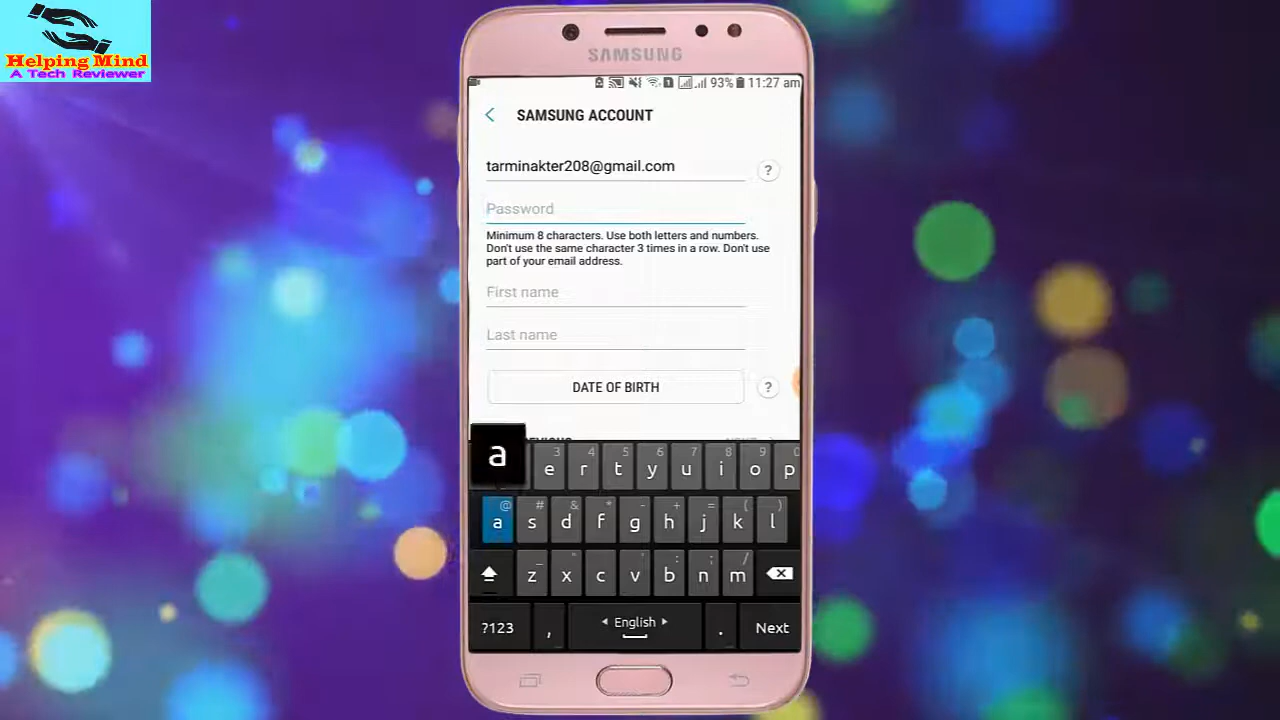 Helping Mind
A Tech Reviewer
SAMSUNG
1 93% 11:27 am
SAMSUNG ACCOUNT
tarminakter208@gmail.com
?
Password
Minimum 8 characters. Use both letters and numbers.
Don't use the same character 3 times in a row. Don't use
part of your email address.
First name
Last name
DATE OF BIRTH
?
a
3 4 5 6 7 8 9 0
e r t y u i o p
@ # & * - + = ( )
a s d f g h j k l
z x c v b n m
?123 , English . Next